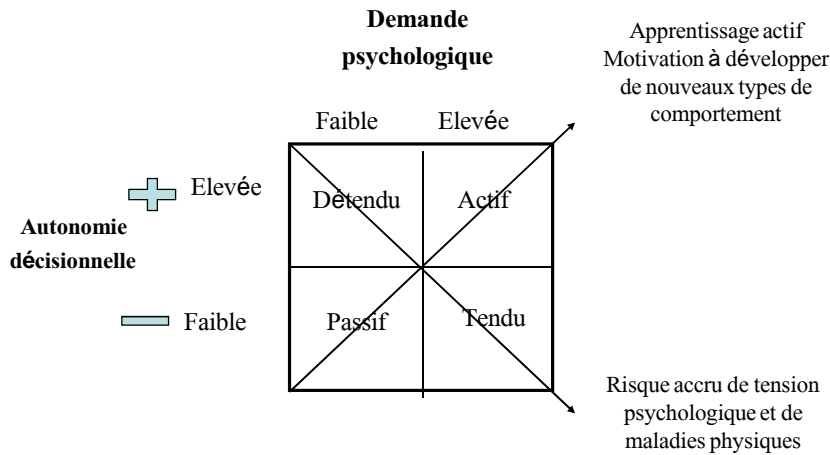 Demande
psychologique
Apprentissage actif
Motivation à développer
de nouveaux types de
comportement
Faible
Elevée
Elevée
Détendu
Actif
Autonomie
décisionnelle
Faible
Passif
Tendu
Risque accru de tension
psychologique et de
maladies physiques